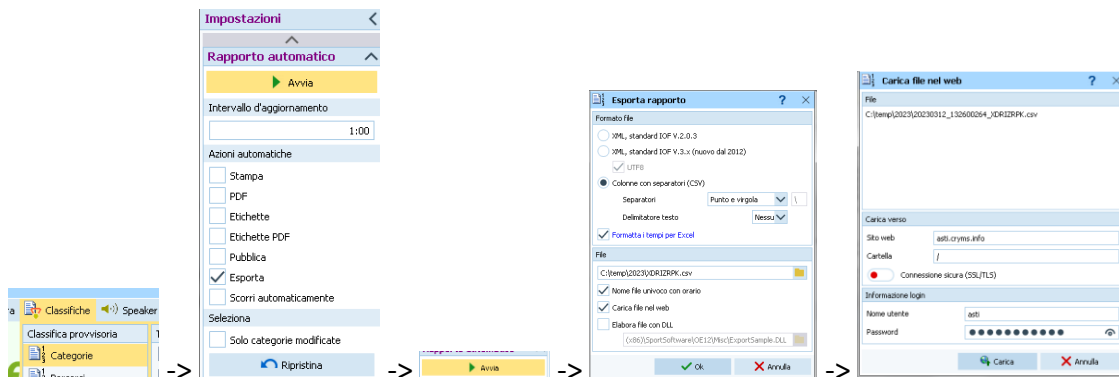 Classifiche
Speaker
Classifica provvisoria
Categorie
->
Impostazioni
Rapporto automatico
Avvia
Intervallo d'aggiornamento
1:00
Azioni automatiche
Stampa
PDF
Etichette
Etichette PDF
Pubblica
Esporta
Scorri automaticamente
Seleziona
Solo categorie modificate
Ripristina
->
Avvia
->
Esporta rapporto
Formato file
XML, standard IOF V.2.0.3
XML, standard IOF V.3.x (nuovo dal 2012)
UTF8
Colonne con separatori (CSV)
Separatori Punto e virgola \
Delimitatore testo Nessu
Formatta i tempi per Excel
File
C:\temp\2023\XDRIZRPK.csv
Nome file univoco con orario
Carica file nel web
Elabora file con DLL
(x86)\SportSoftware\OE12\Misc\ExportSample.DLL
Ok Annulla
->
Carica file nel web
File
C:\temp\2023\20230312_132600264_XDRIZRPK.csv
Carica verso
Sito web asti.cryms.info
Cartella /
Connessione sicura (SSL/TLS)
Informazione login
Nome utente asti
Password
Carica Annulla